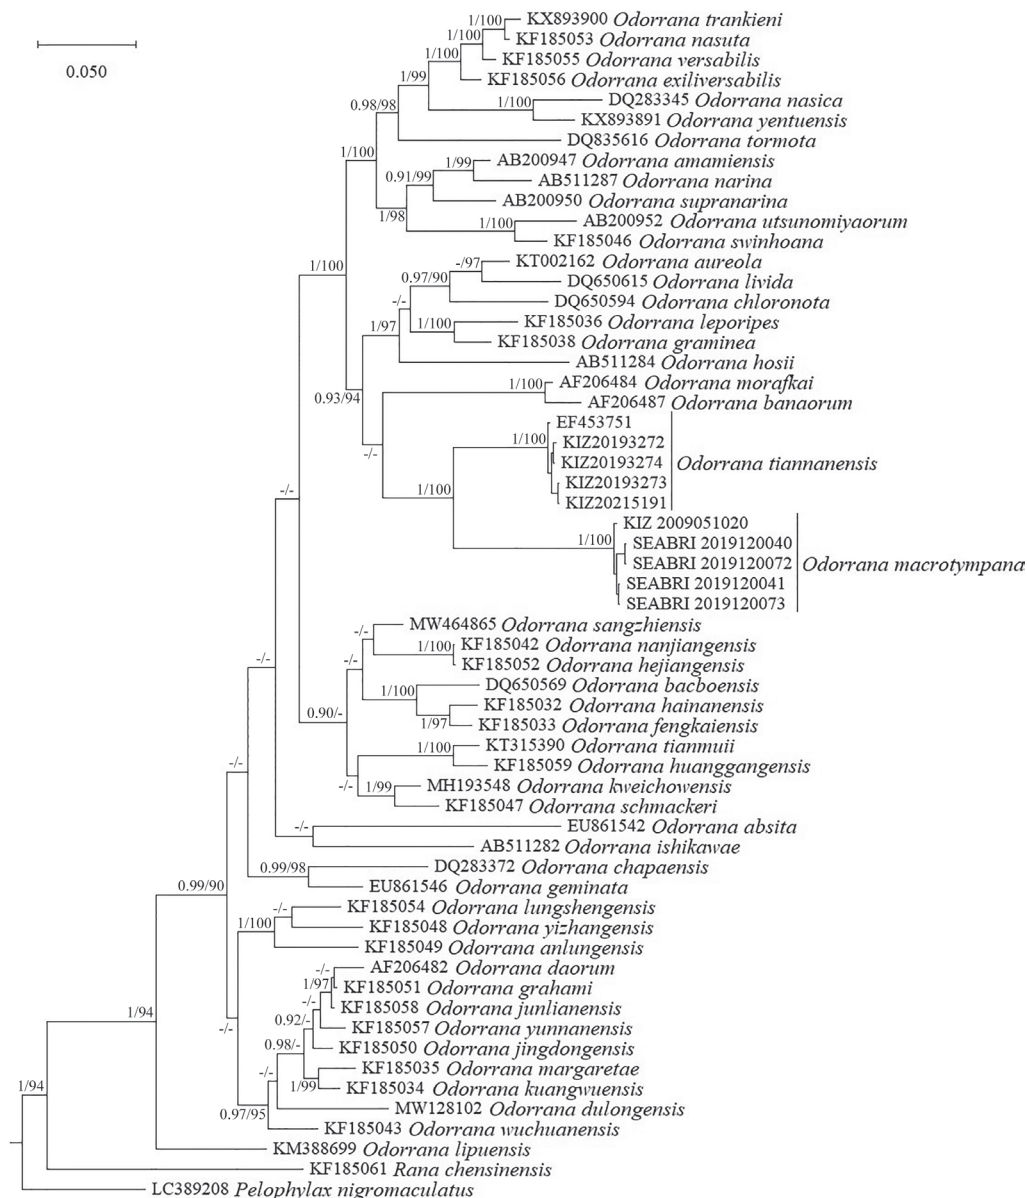 1/100 KX893900 Odorrana trankieni
1/100 KF185053 Odorrana nasuta
1/100 KF185055 Odorrana versabilis
0.050
1/99 KF185056 Odorrana exiliversabilis
0.98/98 1/100 DQ283345 Odorrana nasica
KX893891 Odorrana yentuensis
DQ835616 Odorrana tormota
1/100 1/99 AB200947 Odorrana amamiensis
0.91/99 AB511287 Odorrana narina
AB200950 Odorrana supranarina
1/98 1/100 AB200952 Odorrana utsunomiyaorum
KF185046 Odorrana swinhoana
1/100 -/97 KT002162 Odorrana aureola
0.97/90 DQ650615 Odorrana livida
-/- DQ650594 Odorrana chloronota
1/97 1/100 KF185036 Odorrana leporipes
KF185038 Odorrana graminea
AB511284 Odorrana hosii
1/100 AF206484 Odorrana morafkai
0.93/94 AF206487 Odorrana banaorum
EF453751
1/100 KIZ20193272
-/- KIZ20193274 Odorrana tiannanensis
KIZ20193273
-/- 1/100 KIZ20215191
KIZ 2009051020
1/100 SEABRI 2019120040
SEABRI 2019120072 Odorrana macrotympana
SEABRI 2019120041
SEABRI 2019120073
-/- MW464865 Odorrana sangzhiensis
1/100 KF185042 Odorrana nanjiangensis
-/- -/- KF185052 Odorrana hejiangensis
1/100 DQ650569 Odorrana bacboensis
0.90/- KF185032 Odorrana hainanensis
1/97 KF185033 Odorrana fengkaiensis
1/100 KT315390 Odorrana tianmuii
-/- KF185059 Odorrana huanggangensis
-/- 1/99 MH193548 Odorrana kweichowensis
KF185047 Odorrana schmackeri
-/- EU861542 Odorrana absita
AB511282 Odorrana ishikawae
0.99/98 DQ283372 Odorrana chapaensis
0.99/90 EU861546 Odorrana geminata
-/- KF185054 Odorrana lungshengensis
1/100 KF185048 Odorrana yizhangensis
KF185049 Odorrana anlungensis
-/- AF206482 Odorrana daorum
1/97 KF185051 Odorrana grahami
-/- KF185058 Odorrana junlianensis
1/94 -/- 0.92/- KF185057 Odorrana yunnanensis
0.98/- KF185050 Odorrana jingdongensis
-/- KF185035 Odorrana margaretae
1/94 1/99 KF185034 Odorrana kuangwuensis
0.97/95 MW128102 Odorrana dulongensis
KF185043 Odorrana wuchuanensis
KM388699 Odorrana lipuensis
KF185061 Rana chensinensis
LC389208 Pelophylax nigromaculatus